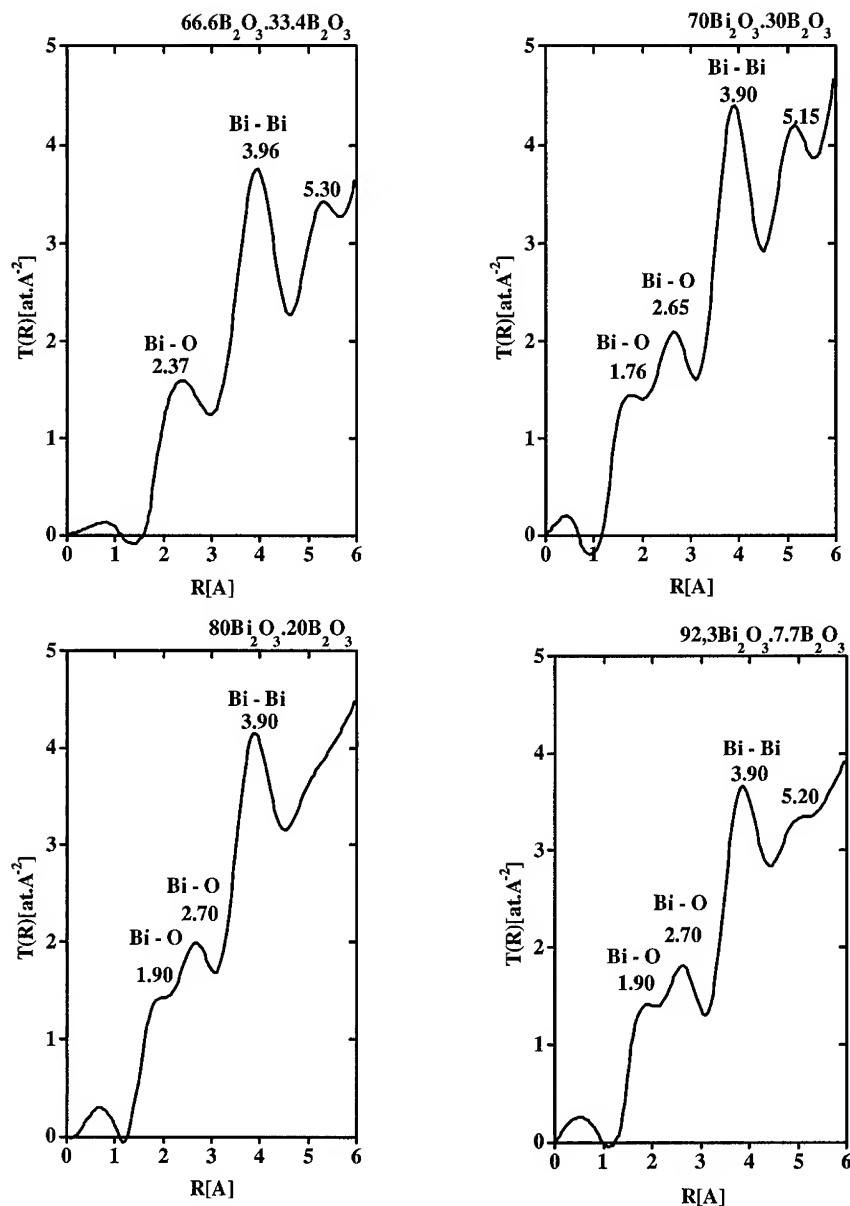 66.6B₂O₃.33.4B₂O₃
5
4
3
2
1
0
T(R)[at.A⁻²]
Bi - Bi
3.96
5.30
Bi - O
2.37
0 1 2 3 4 5 6
R[A]
70Bi₂O₃.30B₂O₃
5
4
3
2
1
0
T(R)[at.A⁻²]
Bi - Bi
3.90
5.15
Bi - O
2.65
Bi - O
1.76
0 1 2 3 4 5 6
R[A]
80Bi₂O₃.20B₂O₃
5
4
3
2
1
0
T(R)[at.A⁻²]
Bi - Bi
3.90
Bi - O
2.70
Bi - O
1.90
0 1 2 3 4 5 6
R[A]
92,3Bi₂O₃.7.7B₂O₃
5
4
3
2
1
0
T(R)[at.A⁻²]
Bi - Bi
3.90
5.20
Bi - O
2.70
Bi - O
1.90
0 1 2 3 4 5 6
R[A]